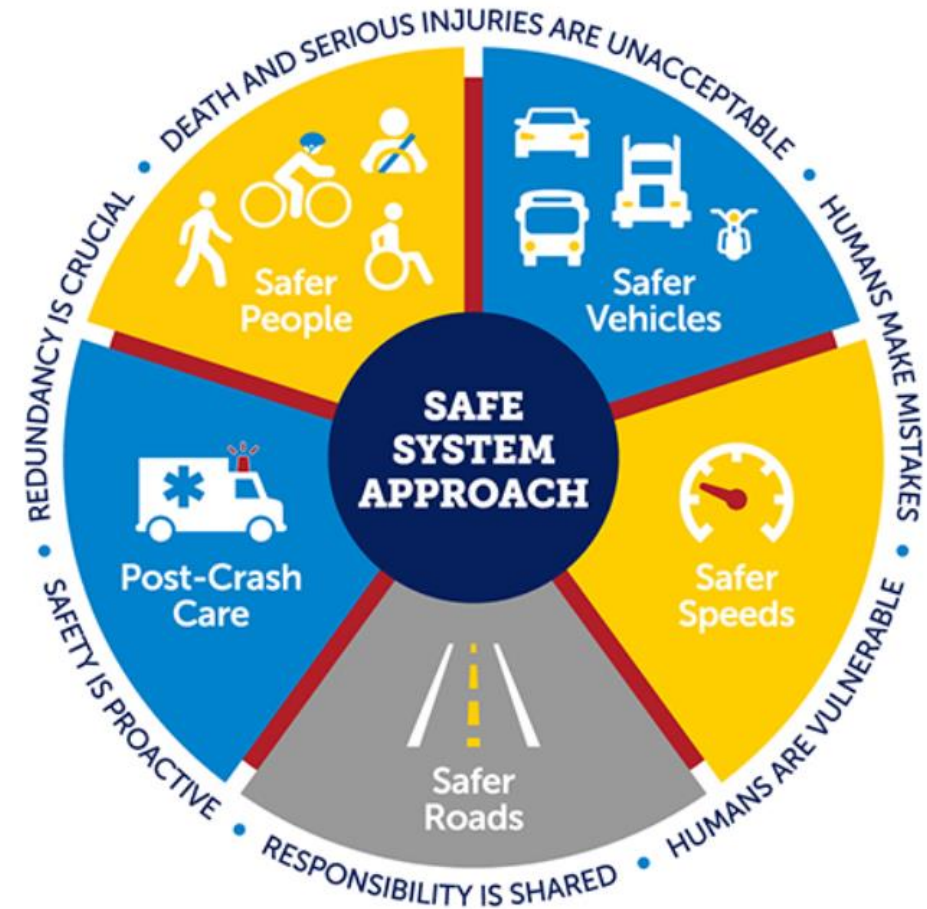 DEATH AND SERIOUS INJURIES ARE UNACCEPTABLE
HUMANS MAKE MISTAKES
HUMANS ARE VULNERABLE
RESPONSIBILITY IS SHARED
SAFETY IS PROACTIVE
REDUNDANCY IS CRUCIAL
Safer
People
Safer
Vehicles
SAFE
SYSTEM
APPROACH
Safer
Speeds
Safer
Roads
Post-Crash
Care